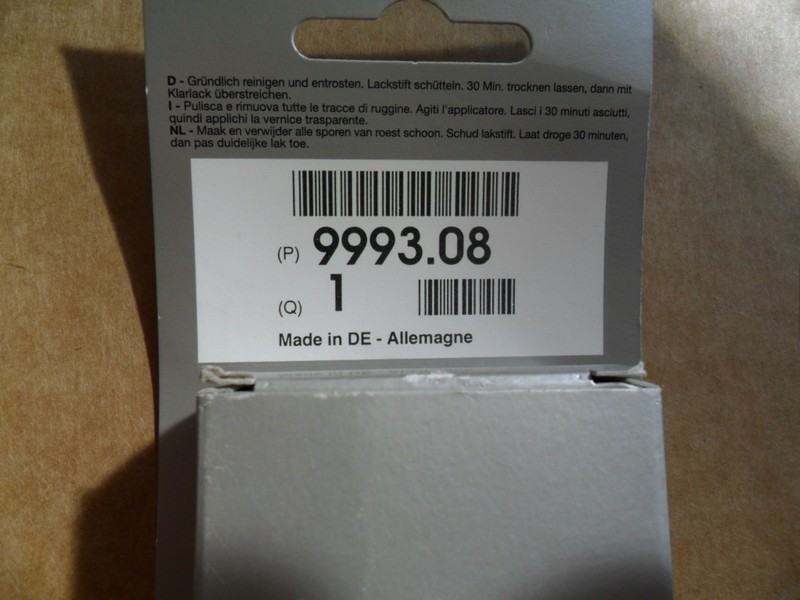 D - Gründlich reinigen und entrosten. Lackstift schütteln. 30 Min. trocknen lassen, dann mit
Klarlack überstreichen.
I - Pulisca e rimuova tutte le tracce di ruggine. Agiti l'applicatore. Lasci i 30 minuti asciutti,
quindi applichi la vernice trasparente.
NL - Maak en verwijder alle sporen van roest schoon. Schud lakstift. Laat droge 30 minuten,
dan pas duidelijke lak toe.
(P) 9993.08
(Q) 1
Made in DE - Allemagne